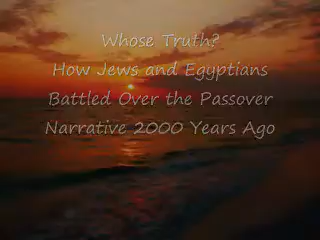 Whose Truth?
How Jews and Egyptians
Battled Over the Passover
Narrative 2000 Years Ago